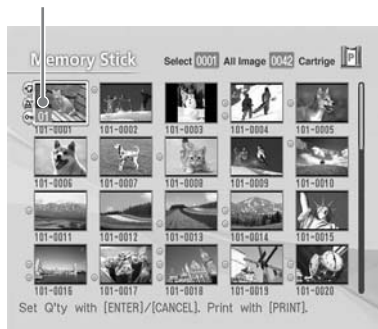 Memory Stick Select 0001 All Image 0042 Cartrige P
01
101-0001 101-0002 101-0003 101-0004 101-0005
101-0006 101-0007 101-0008 101-0009 101-0010
101-0011 101-0012 101-0013 101-0014 101-0015
101-0016 101-0017 101-0018 101-0019 101-0020
Set Q'ty with [ENTER]/[CANCEL]. Print with [PRINT].